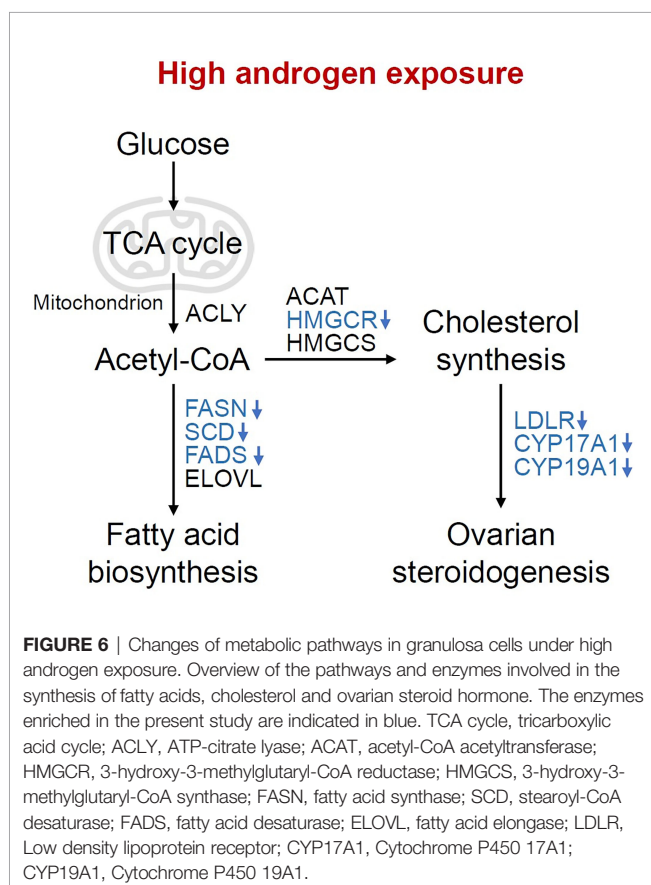 High androgen exposure
Glucose
TCA cycle
Mitochondrion
ACLY
ACAT
HMGCR↓
HMGCS
Acetyl-CoA
Cholesterol
synthesis
FASN↓
SCD↓
FADS↓
ELOVL
LDLR↓
CYP17A1↓
CYP19A1↓
Fatty acid
biosynthesis
Ovarian
steroidogenesis
FIGURE 6 | Changes of metabolic pathways in granulosa cells under high
androgen exposure. Overview of the pathways and enzymes involved in the
synthesis of fatty acids, cholesterol and ovarian steroid hormone. The enzymes
enriched in the present study are indicated in blue. TCA cycle, tricarboxylic
acid cycle; ACLY, ATP-citrate lyase; ACAT, acetyl-CoA acetyltransferase;
HMGCR, 3-hydroxy-3-methylglutaryl-CoA reductase; HMGCS, 3-hydroxy-3-
methylglutaryl-CoA synthase; FASN, fatty acid synthase; SCD, stearoyl-CoA
desaturase; FADS, fatty acid desaturase; ELOVL, fatty acid elongase; LDLR,
Low density lipoprotein receptor; CYP17A1, Cytochrome P450 17A1;
CYP19A1, Cytochrome P450 19A1.